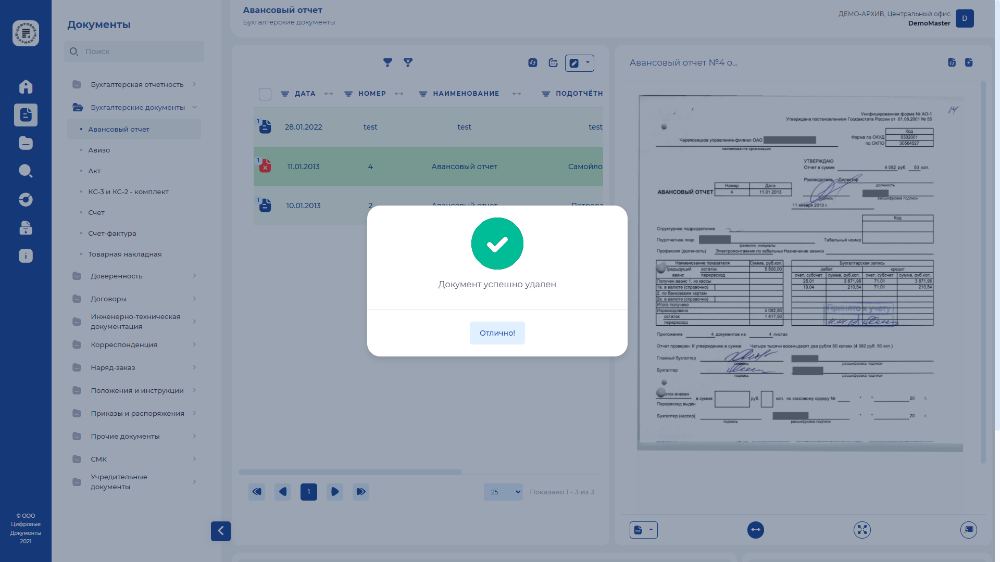 ЦИФРОВЫЕ ДОКУМЕНТЫ
© ООО
Цифровые
Документы
2021
Документы
Поиск
Бухгалтерская отчетность
Бухгалтерские документы
Авансовый отчет
Авизо
Акт
КС-3 и КС-2 - комплект
Счет
Счет-фактура
Товарная накладная
Доверенность
Договоры
Инженерно-техническая
документация
Корреспонденция
Наряд-заказ
Положения и инструкции
Приказы и распоряжения
Прочие документы
СМК
Учредительные
документы
Авансовый отчет
Бухгалтерские документы
ДЕМО-АРХИВ, Центральный офис
DemoMaster
D
ДАТА НОМЕР НАИМЕНОВАНИЕ ПОДОТЧЁТН
1 28.01.2022 test test test
1 11.01.2013 4 Авансовый отчет Самойло
1 10.01.2013 2 Авансовый отчет Петрова
Документ успешно удален
Отлично!
1
25
Показано 1 - 3 из 3
Авансовый отчет №4 о...
14
Унифицированная форма № АО-1
Утверждена постановлением Госкомстата России от 01.08.2001 № 55
Код
Форма по ОКУД 0302001
Череповецкое управление-филиал ОАО
по ОКПО 30564527
наименование организации
УТВЕРЖДАЮ
Отчет в сумме 4 082 руб. 50 коп.
Руководитель Директор
должность
Номер Дата
АВАНСОВЫЙ ОТЧЕТ 4 11.01.2013
подпись расшифровка подписи
11 января 2013 г.
Код
Структурное подразделение
Подотчетное лицо Табельный номер
фамилия, инициалы
Профессия (должность) Электромонтажник по кабельны Назначение аванса
Наименование показателя Сумма, руб.коп. Бухгалтерская запись
Предыдущий остаток 5 500,00 дебет кредит
аванс перерасход счет, субсчет сумма, руб.коп. счет, субсчет сумма, руб.коп.
Получен аванс 1. из кассы 25.01 3 871,96 71.01 3 871,96
1а. в валюте (справочно) 19.04 210,54 71.01 210,54
2. по банковским картам
2а. в валюте (справочно)
Итого получено
Израсходовано 4 082,50
Принято к учету
остаток 1 417,50
перерасход
Приложение 4 документов на 4 листах
Отчет проверен. К утверждению в сумме: Четыре тысячи восемьдесят два рубля 50 копеек (4 082 руб. 50 коп.)
Главный бухгалтер
подпись расшифровка подписи
Бухгалтер
подпись расшифровка подписи
внесен
в сумме руб. коп. по кассовому ордеру № " " 20 г.
Перерасход выдан
Бухгалтер (кассир) " " 20 г.
подпись расшифровка подписи
PDF